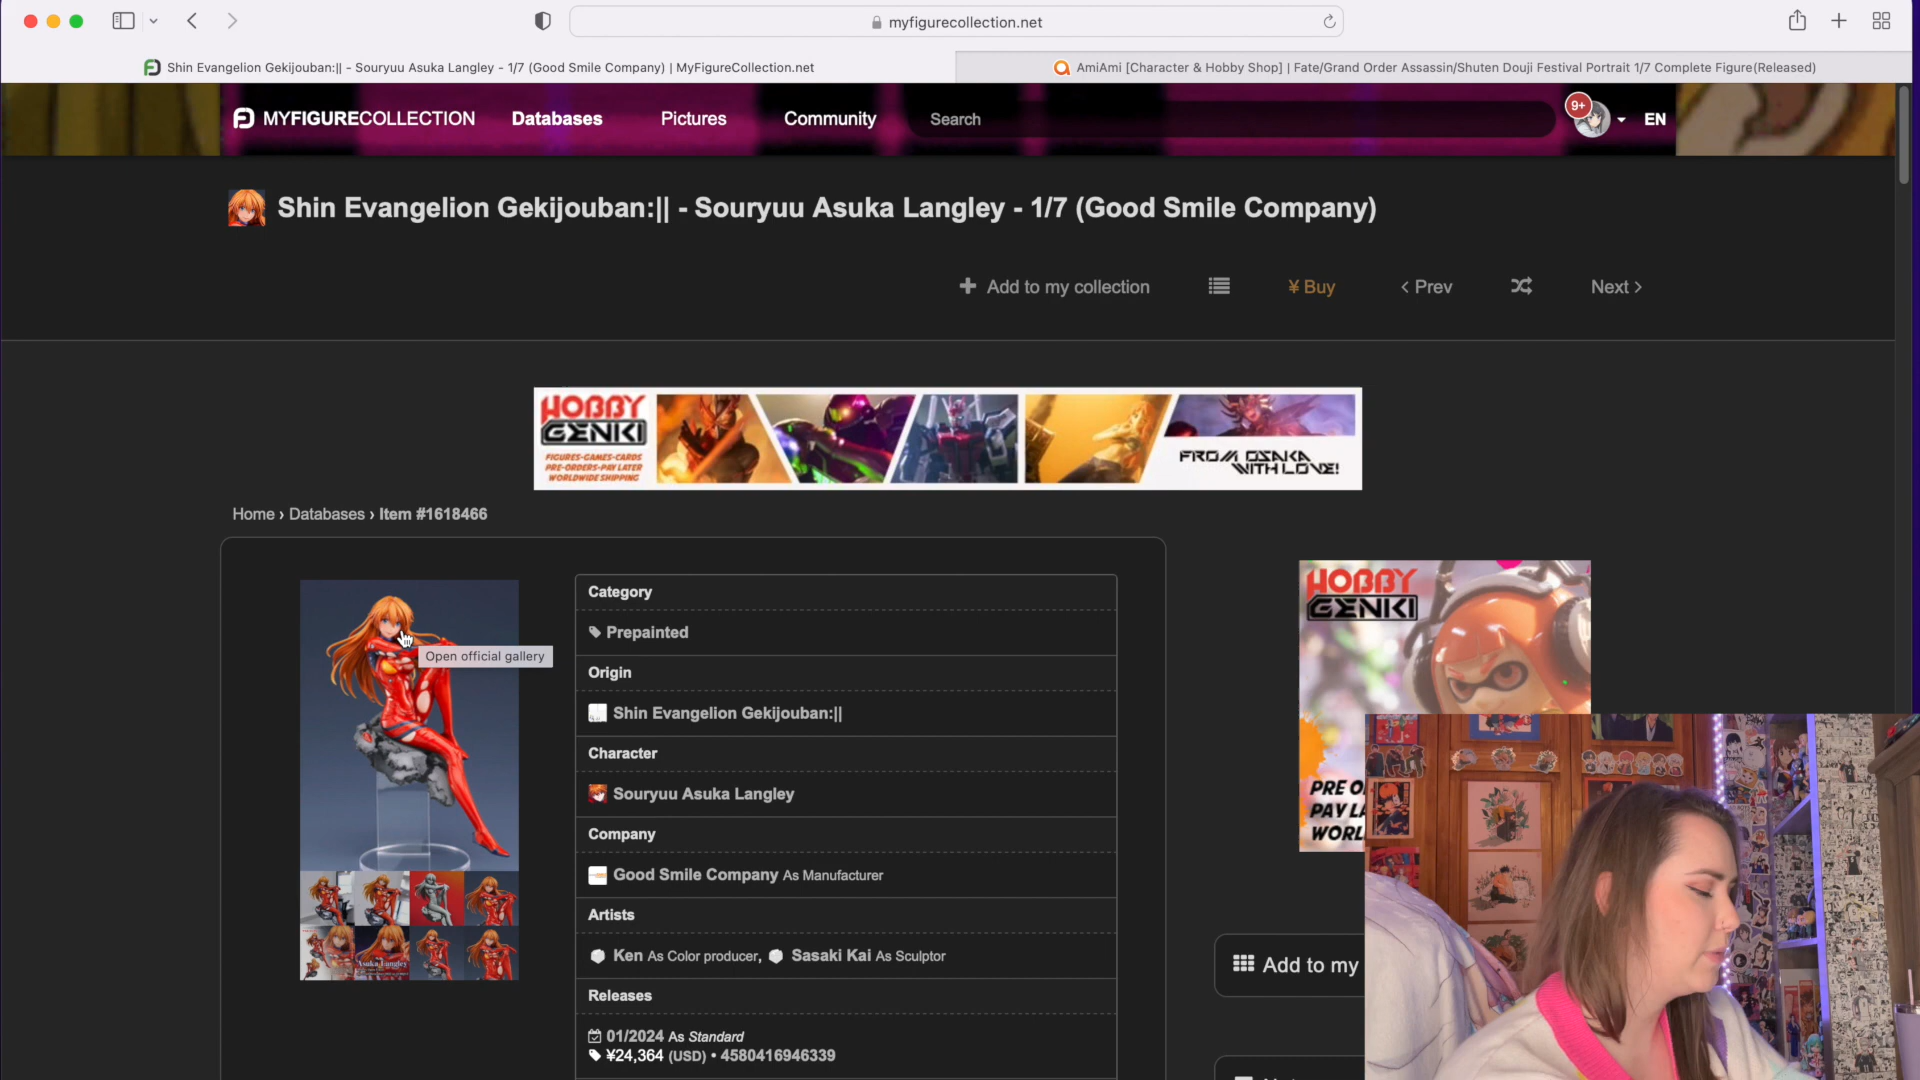 myfigurecollection.net
Shin Evangelion Gekijouban:|| - Souryuu Asuka Langley - 1/7 (Good Smile Company) | MyFigureCollection.net
AmiAmi [Character & Hobby Shop] | Fate/Grand Order Assassin/Shuten Douji Festival Portrait 1/7 Complete Figure(Released)
MYFIGURECOLLECTION
Databases
Pictures
Community
Search
9+
EN
Shin Evangelion Gekijouban:|| - Souryuu Asuka Langley - 1/7 (Good Smile Company)
+ Add to my collection
¥ Buy
‹ Prev
Next ›
HOBBY
GENKI
FIGURES-GAMES-CARDS
PRE-ORDERS-PAY LATER
WORLDWIDE SHIPPING
FROM OSAKA
WITH LOVE!
Home › Databases › Item #1618466
Open official gallery
Asuka Langley
Category
Prepainted
Origin
Shin Evangelion Gekijouban:||
Character
Souryuu Asuka Langley
Company
Good Smile Company As Manufacturer
Artists
Ken As Color producer, Sasaki Kai As Sculptor
Releases
01/2024 As Standard
¥24,364 (USD) • 4580416946339
HOBBY
GENKI
PRE O
PAY LA
WORL
Add to my